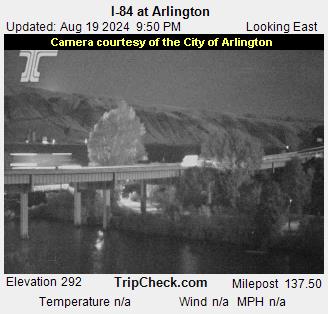 I-84 at Arlington
Updated: Aug 19 2024 9:50 PM Looking East
Camera courtesy of the City of Arlington
Elevation 292 TripCheck.com Milepost 137.50
Temperature n/a Wind n/a MPH n/a